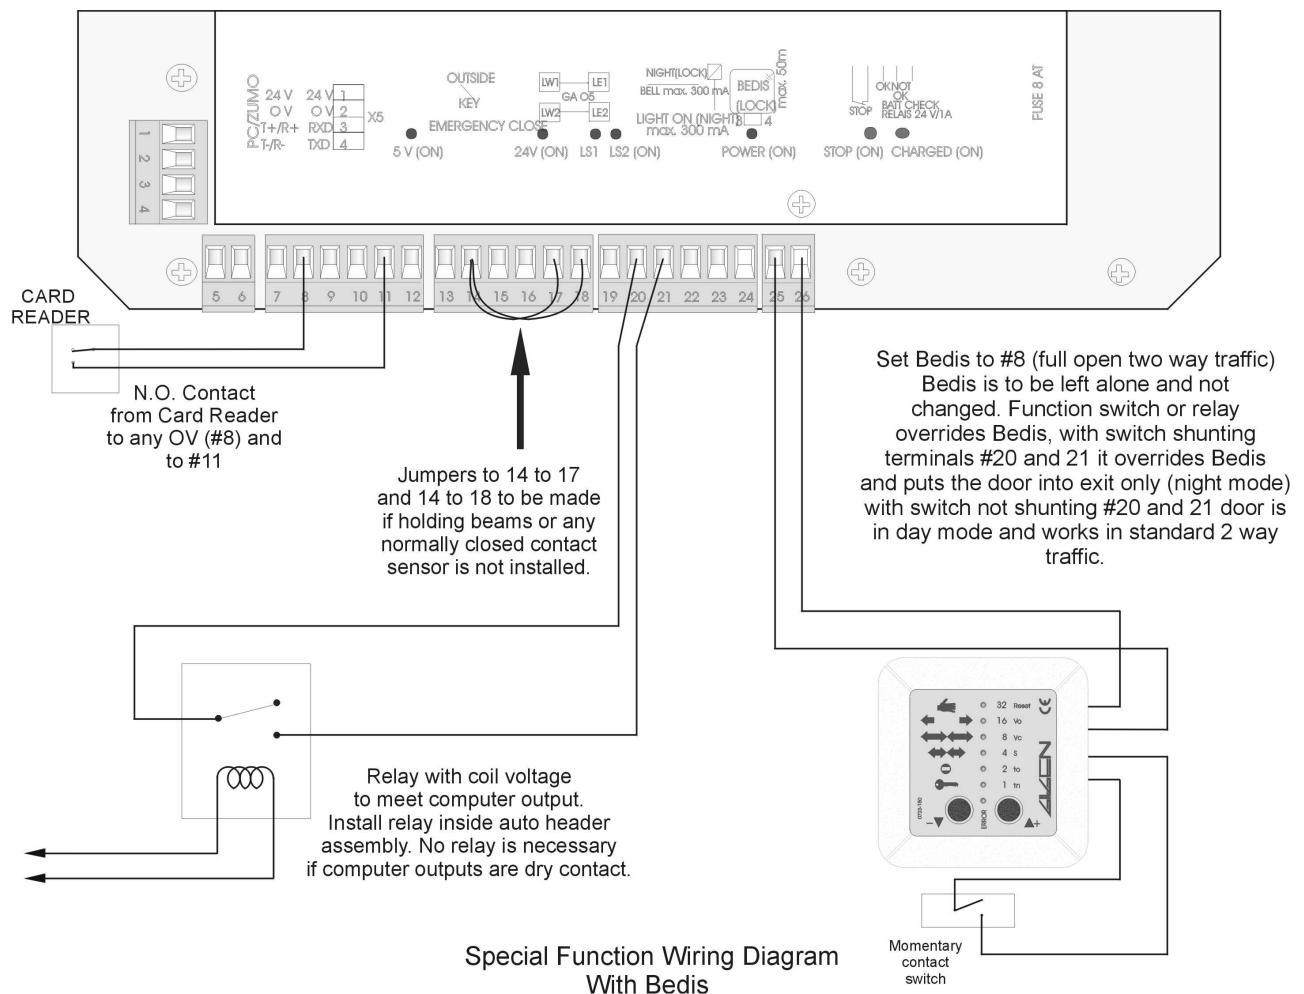 PC/ZUMO
24 V 24 V 1
O V O V 2
T+/R+ RXD 3
T-/R- TXD 4
X5
OUTSIDE
KEY
EMERGENCY CLOSE
5 V (ON)
LW1 LE1
GA O5
LW2 LE2
24V (ON) LS1 LS2 (ON)
NIGHT(LOCK)
BELL max. 300 mA
LIGHT ON (NIGHT)
max. 300 mA
BEDIS
(LOCK)
3 4
max. 50m
POWER (ON)
STOP
OK NOT
OK
BATT CHECK
RELAIS 24 V/1A
STOP (ON) CHARGED (ON)
FUSE 8 AT
1
2
3
4
5 6 7 8 9 10 11 12 13 14 15 16 17 18 19 20 21 22 23 24 25 26
CARD
READER
N.O. Contact
from Card Reader
to any OV (#8) and
to #11
Jumpers to 14 to 17
and 14 to 18 to be made
if holding beams or any
normally closed contact
sensor is not installed.
Set Bedis to #8 (full open two way traffic)
Bedis is to be left alone and not
changed. Function switch or relay
overrides Bedis, with switch shunting
terminals #20 and 21 it overrides Bedis
and puts the door into exit only (night mode)
with switch not shunting #20 and 21 door is
in day mode and works in standard 2 way
traffic.
Relay with coil voltage
to meet computer output.
Install relay inside auto header
assembly. No relay is necessary
if computer outputs are dry contact.
32 Reset
16 Vo
8 Vc
4 S
2 to
1 tn
ERROR
CE
0733-180
- ▼ ▲+
Momentary
contact
switch
Special Function Wiring Diagram
With Bedis